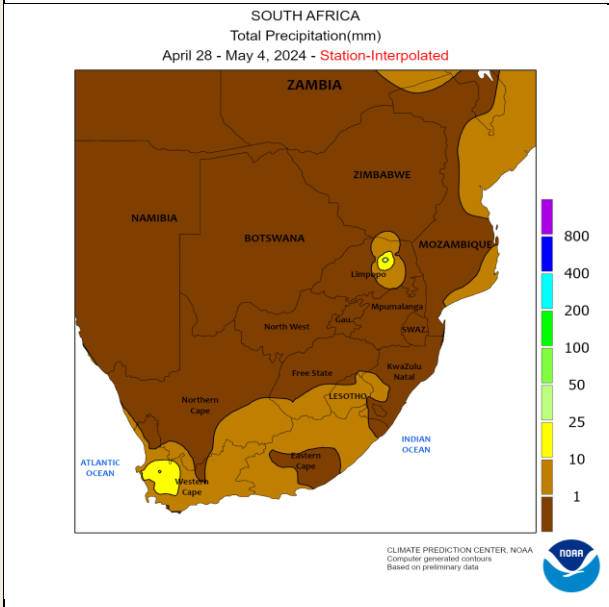 SOUTH AFRICA
Total Precipitation(mm)
April 28 - May 4, 2024 - Station-Interpolated
ZAMBIA
ZIMBABWE
NAMIBIA
BOTSWANA
MOZAMBIQUE
Limpopo
Mpumalanga
Gau.
North West
SWAZ.
Free State
KwaZulu
Natal
LESOTHO
Northern
Cape
Eastern
Cape
Western
Cape
ATLANTIC
OCEAN
INDIAN
OCEAN
800
400
200
100
50
25
10
1
CLIMATE PREDICTION CENTER, NOAA
Computer generated contours
Based on preliminary data
NOAA